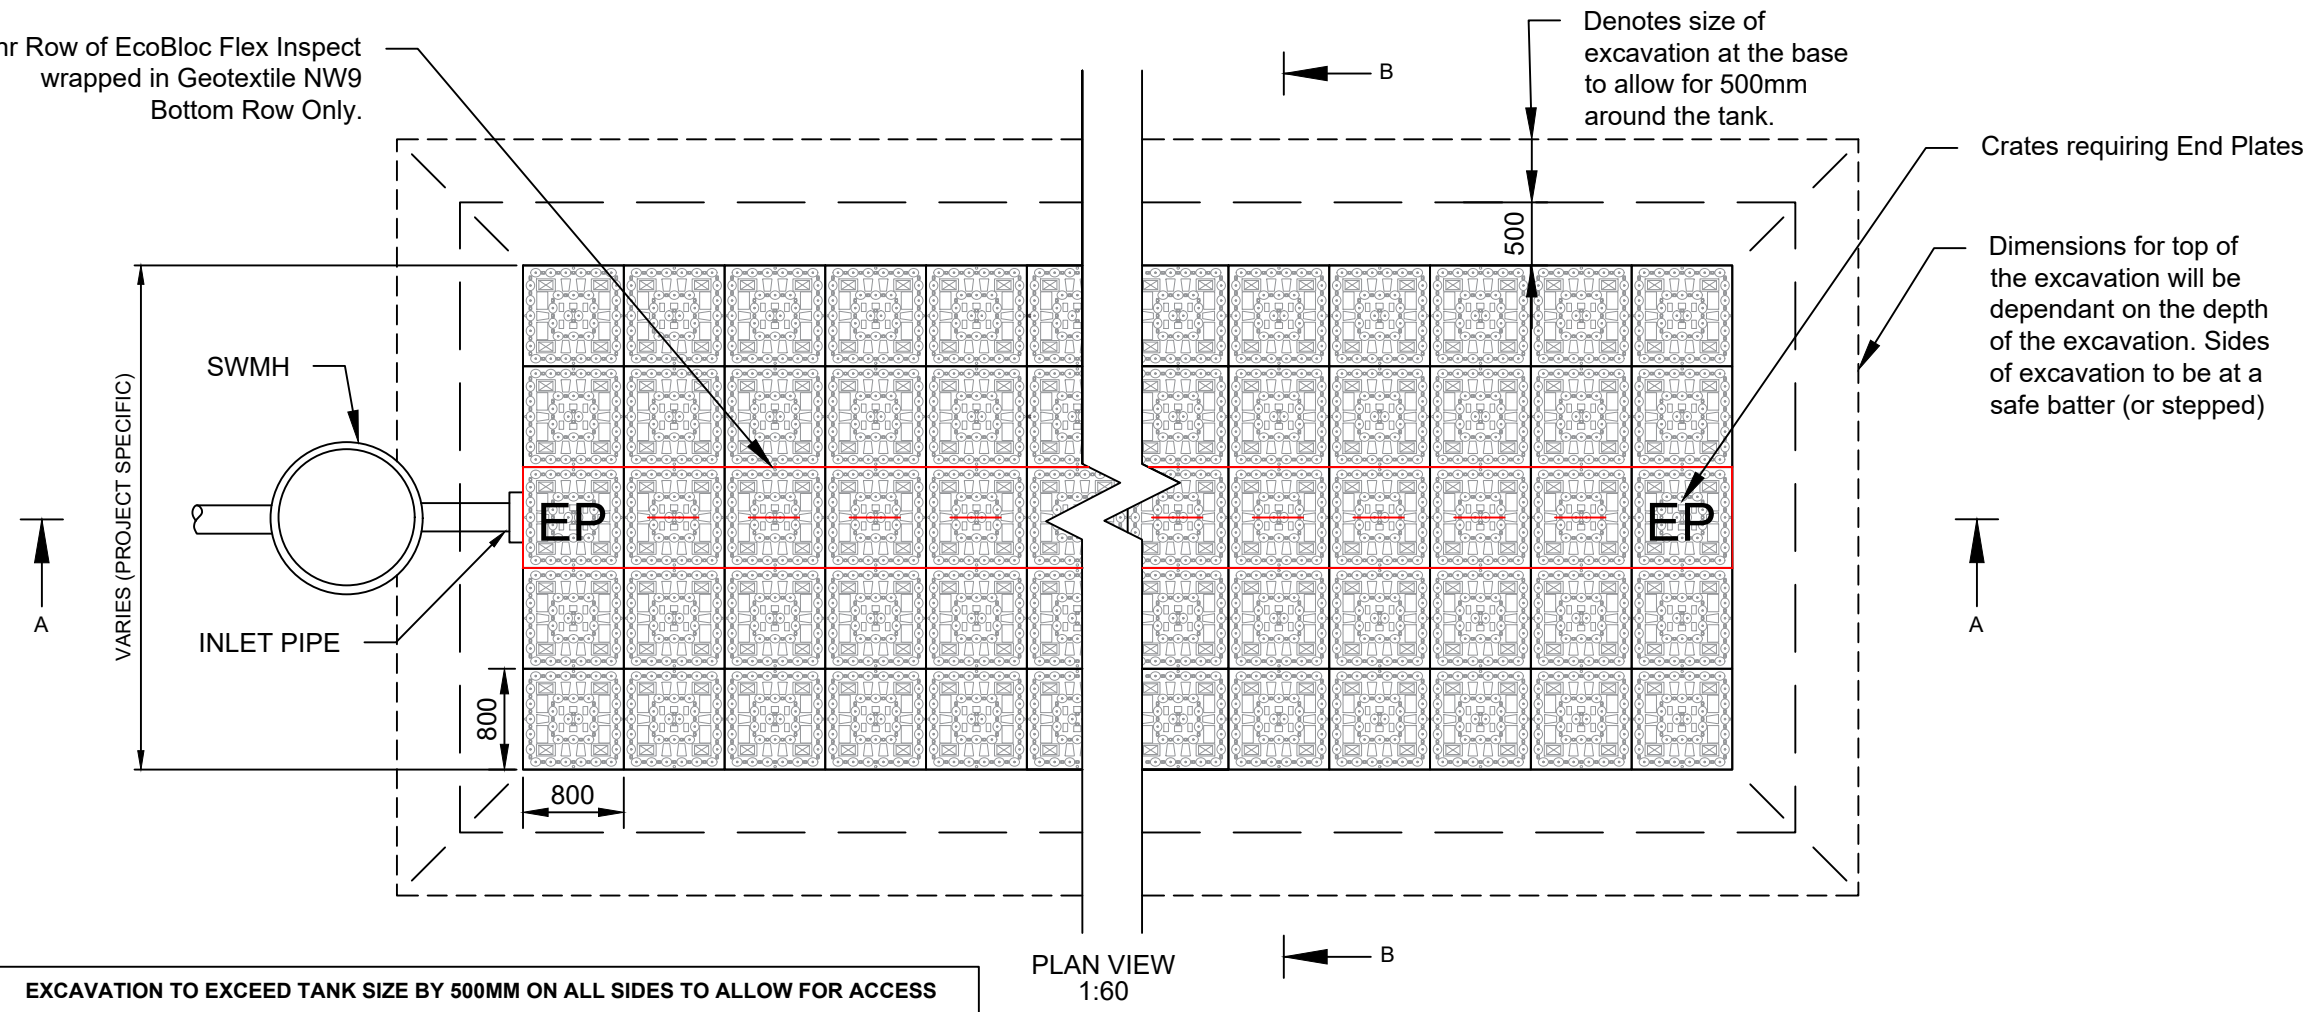 Row of EcoBloc Flex Inspect
wrapped in Geotextile NW9
Bottom Row Only.
Denotes size of
excavation at the base
to allow for 500mm
around the tank.
B
Crates requiring End Plates
500
Dimensions for top of
the excavation will be
dependant on the depth
of the excavation. Sides
of excavation to be at a
safe batter (or stepped)
SWMH
VARIES (PROJECT SPECIFIC)
EP
EP
A
A
INLET PIPE
800
800
B
PLAN VIEW
1:60
EXCAVATION TO EXCEED TANK SIZE BY 500MM ON ALL SIDES TO ALLOW FOR ACCESS